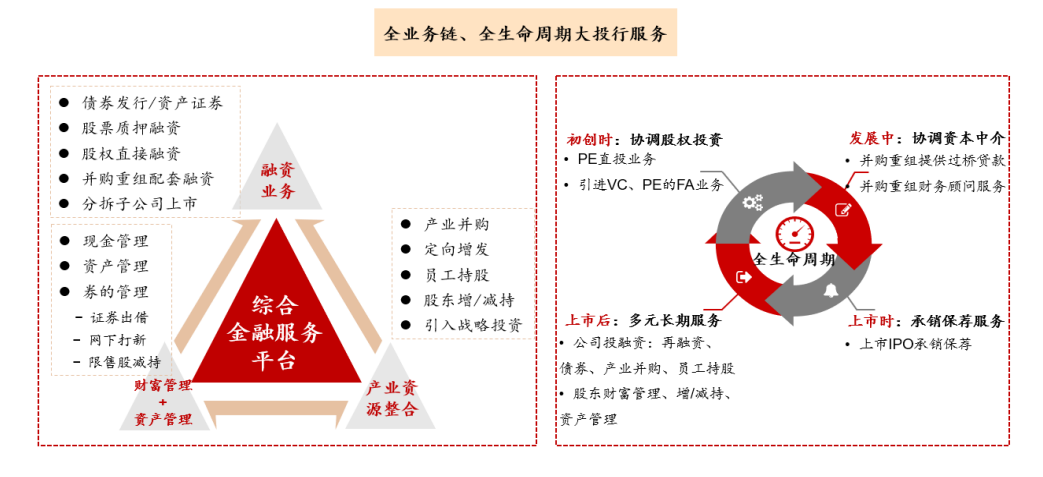 全业务链、全生命周期大投行服务
● 债券发行/资产证券
● 股票质押融资
● 股权直接融资
● 并购重组配套融资
● 分拆子公司上市
● 现金管理
● 资产管理
● 券的管理
– 证券出借
– 网下打新
– 限售股减持
融资
业务
● 产业并购
● 定向增发
● 员工持股
● 股东增/减持
● 引入战略投资
综合
金融服务
平台
财富管理
+
资产管理
产业资
源整合
初创时：协调股权投资
• PE直投业务
• 引进VC、PE的FA业务
发展中：协调资本中介
• 并购重组提供过桥贷款
• 并购重组财务顾问服务
全生命周期
上市后：多元长期服务
• 公司投融资：再融资、
债券、产业并购、员工持股
• 股东财富管理、增/减持、
资产管理
上市时：承销保荐服务
• 上市IPO承销保荐